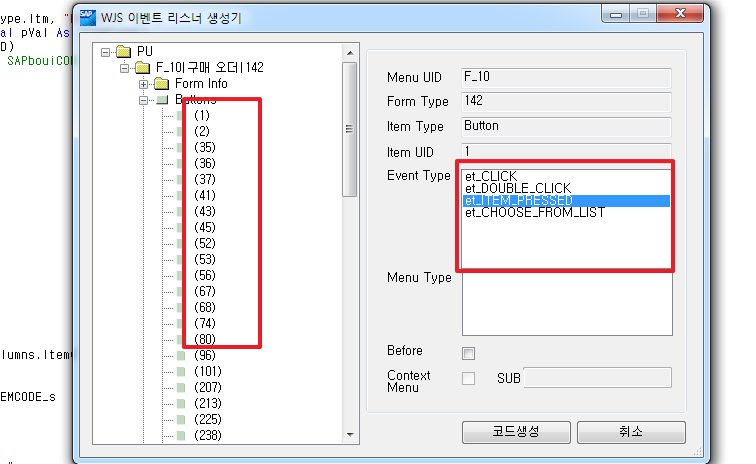 ype.ltm, "
al pVal As
D)
SAPbouiCO
lumns.Item
EMCODE_s
SAP
WJS 이벤트 리스너 생성기
PU
F_10|구매 오더|142
Form Info
Buttons
(1)
(2)
(35)
(36)
(37)
(41)
(43)
(45)
(52)
(53)
(56)
(67)
(68)
(74)
(80)
(96)
(101)
(207)
(213)
(225)
(238)
Menu UID F_10
Form Type 142
Item Type Button
Item UID 1
Event Type
et_CLICK
et_DOUBLE_CLICK
et_ITEM_PRESSED
et_CHOOSE_FROM_LIST
Menu Type
Before
Context Menu
SUB
코드생성
취소